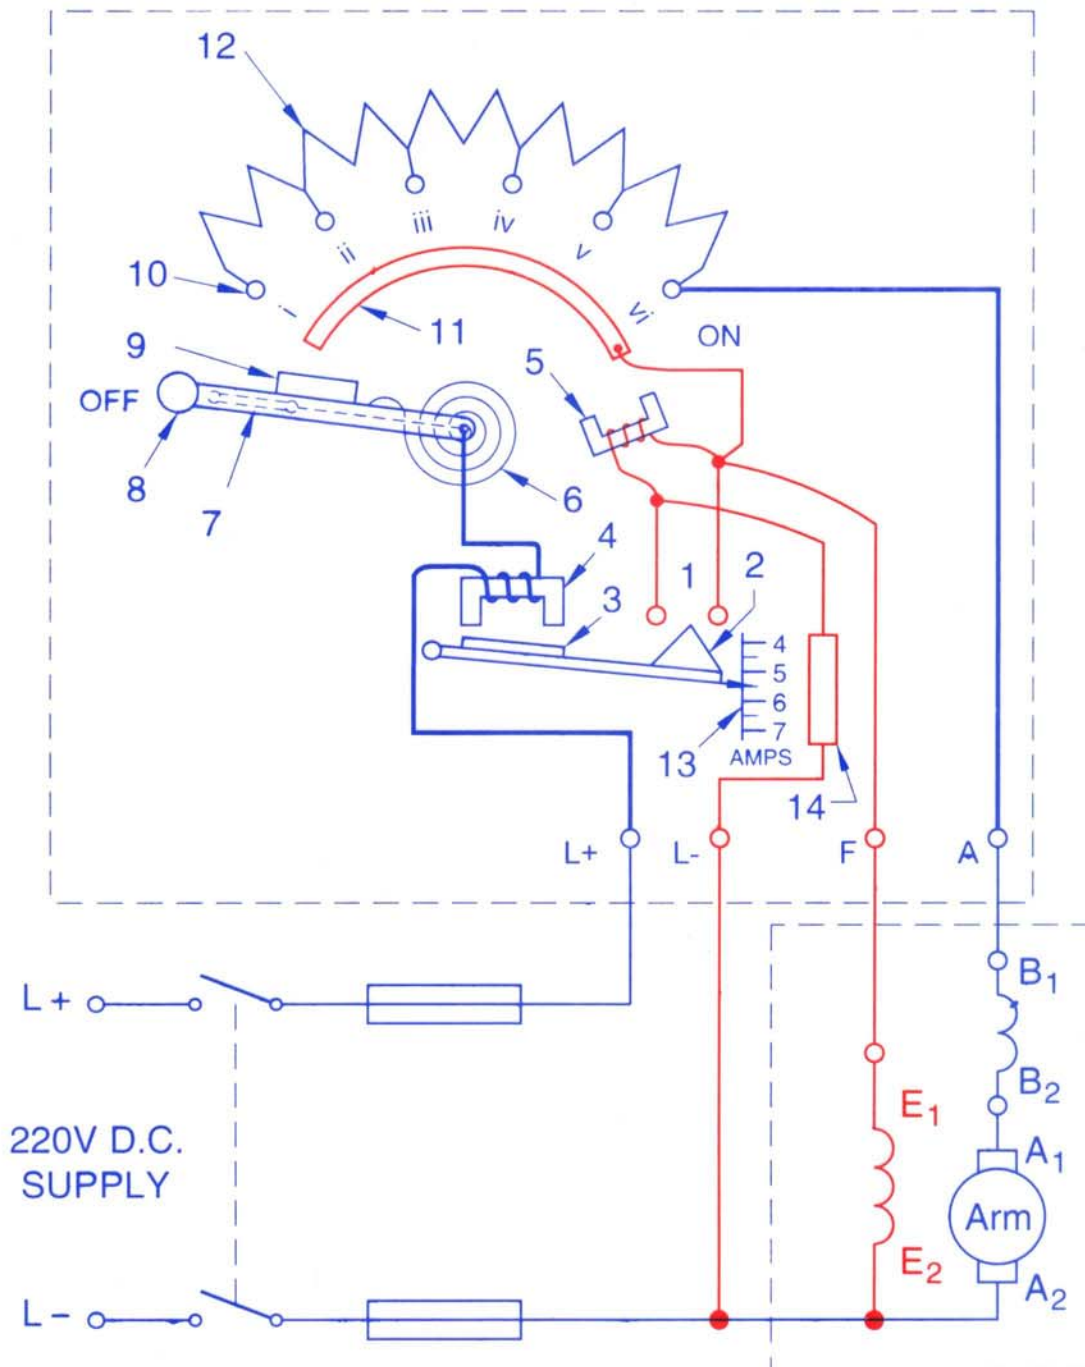 12
iii
iv
ii
v
10
i
vi
11
ON
9
5
OFF
8
7
6
4
1
2
3
4
5
6
7
13
AMPS
14
L+
L-
F
A
L+
B1
B2
E1
A1
220V D.C.
SUPPLY
Arm
E2
A2
L-